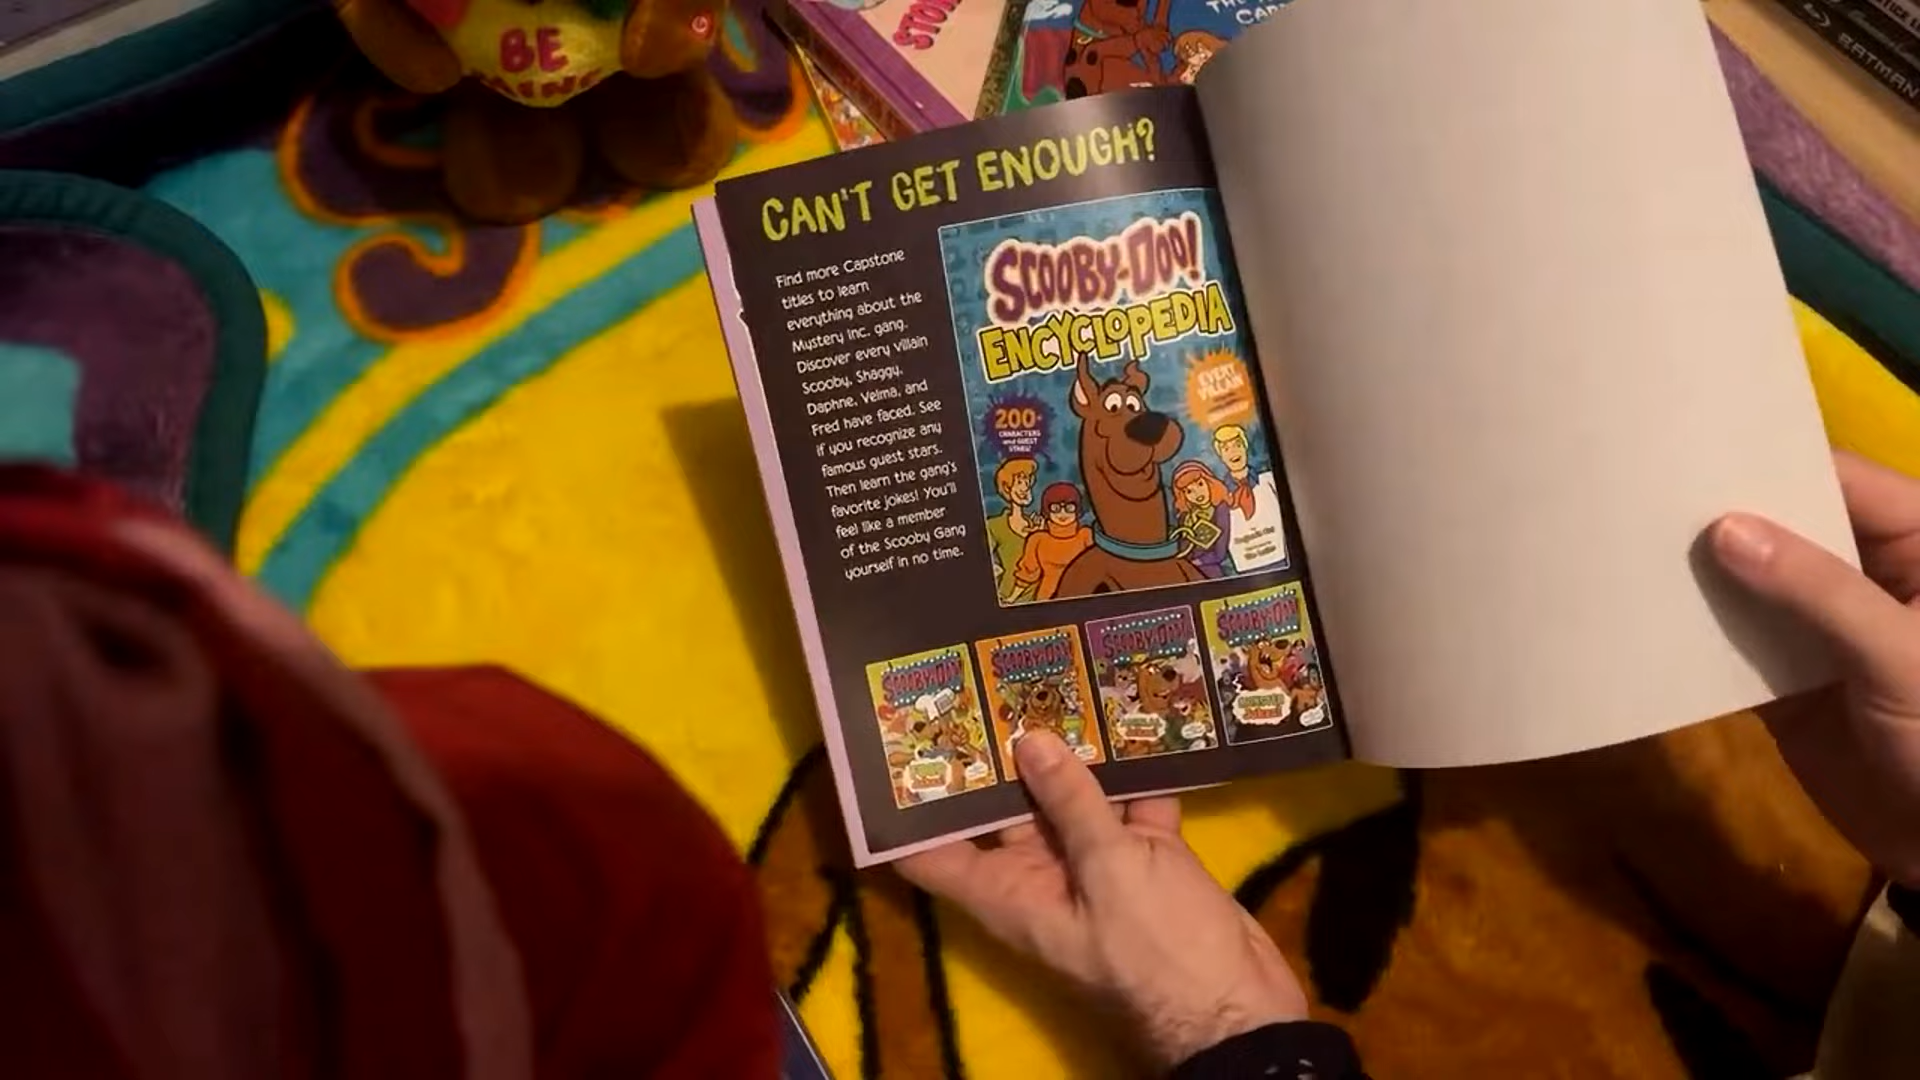 BE
CAN'T GET ENOUGH?
Find more Capstone
titles to learn
everything about the
Mystery Inc. gang.
Discover every villain
Scooby, Shaggy,
Daphne, Velma, and
Fred have faced. See
if you recognize any
famous guest stars.
Then learn the gang's
favorite jokes! You'll
feel like a member
of the Scooby Gang
yourself in no time.
SCOOBY-DOO!
ENCYCLOPEDIA
200+
CHARACTERS
and GUEST
STARS!
EVERY
SCOOBY-DOO!
SCOOBY-DOO!
SCOOBY-DOO!
SCOOBY-DOO!
BATMAN